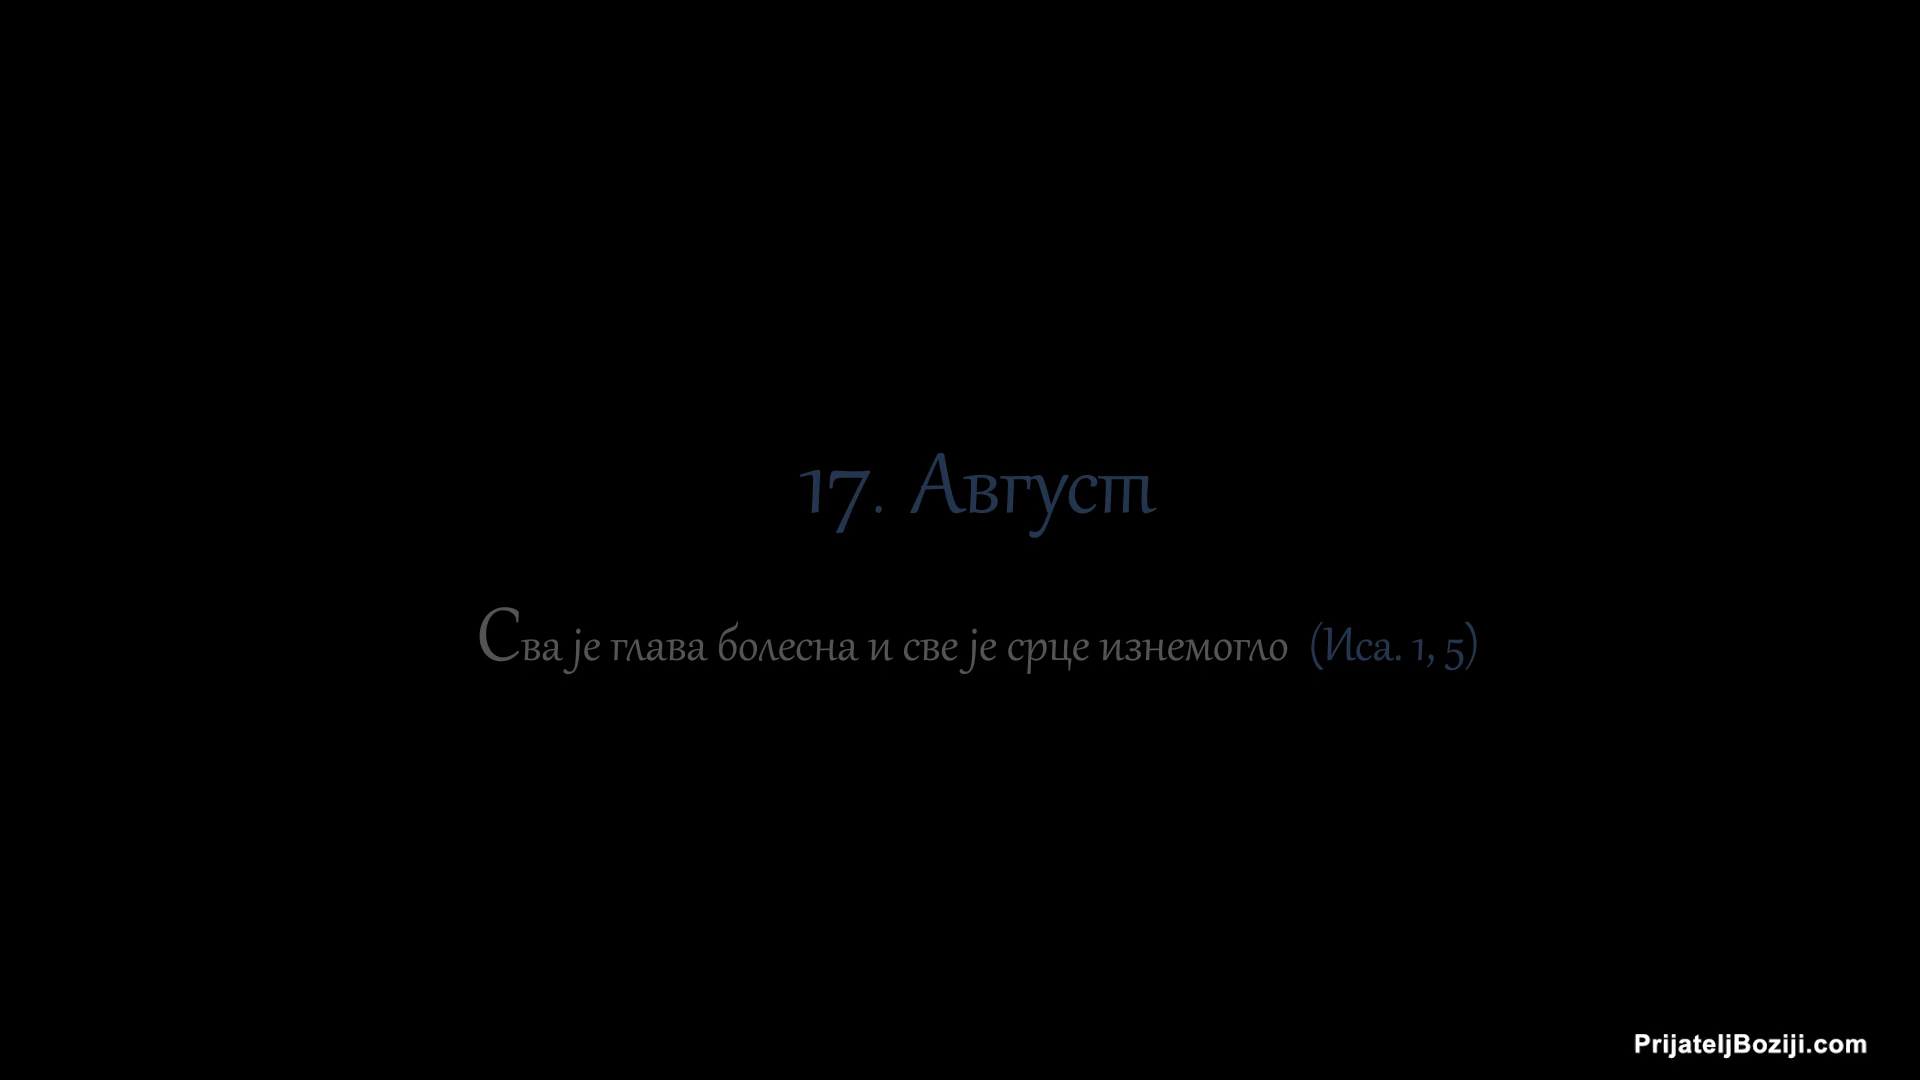 17. Август
Сва је глава болесна и све је срце изнемогло (Иса. 1, 5)
PrijateljBoziji.com